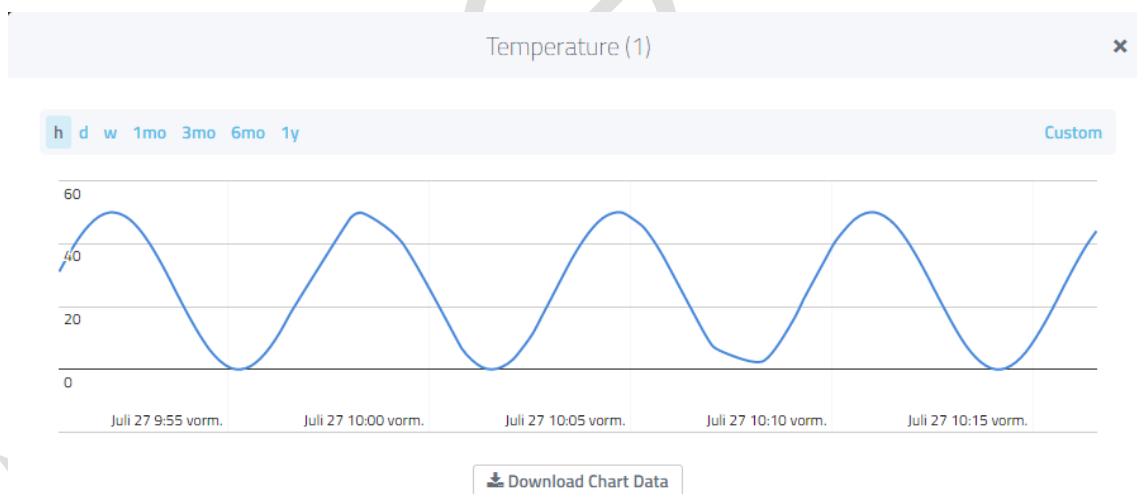 Temperature (1) ×
h d w 1mo 3mo 6mo 1y Custom
60
40
20
0
Juli 27 9:55 vorm. Juli 27 10:00 vorm. Juli 27 10:05 vorm. Juli 27 10:10 vorm. Juli 27 10:15 vorm.
Download Chart Data